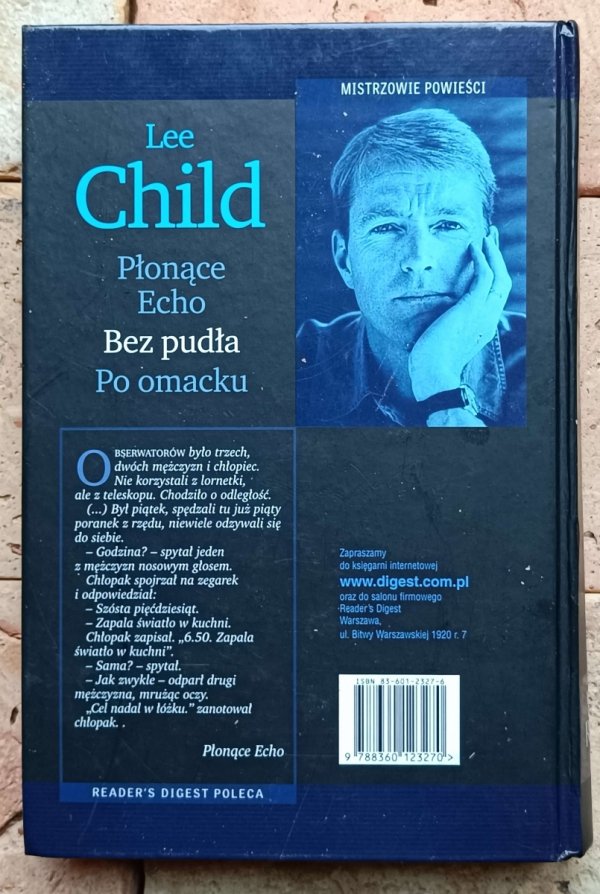 MISTRZOWIE POWIEŚCI
Lee
Child
Płonące
Echo
Bez pudła
Po omacku
OBSERWATORÓW było trzech,
dwóch mężczyzn i chłopiec.
Nie korzystali z lornetki,
ale z teleskopu. Chodziło o odległość.
(...) Był piątek, spędzali tu już piąty
poranek z rzędu, niewiele odzywali się
do siebie.
– Godzina? – spytał jeden
z mężczyzn nosowym głosem.
Chłopak spojrzał na zegarek
i odpowiedział:
– Szósta pięćdziesiąt.
– Zapala światło w kuchni.
Chłopak zapisał. „6.50. Zapala
światło w kuchni”.
– Sama? – spytał.
– Jak zwykle – odparł drugi
mężczyzna, mrużąc oczy.
„Cel nadal w łóżku.” zanotował
chłopak. .
Płonące Echo
READER'S DIGEST POLECA
Zapraszamy
do księgarni internetowej
www.digest.com.pl
oraz do salonu firmowego
Reader's Digest
Warszawa,
ul. Bitwy Warszawskiej 1920 r. 7
ISBN 83-601-2327-6
9 788360 123270 >